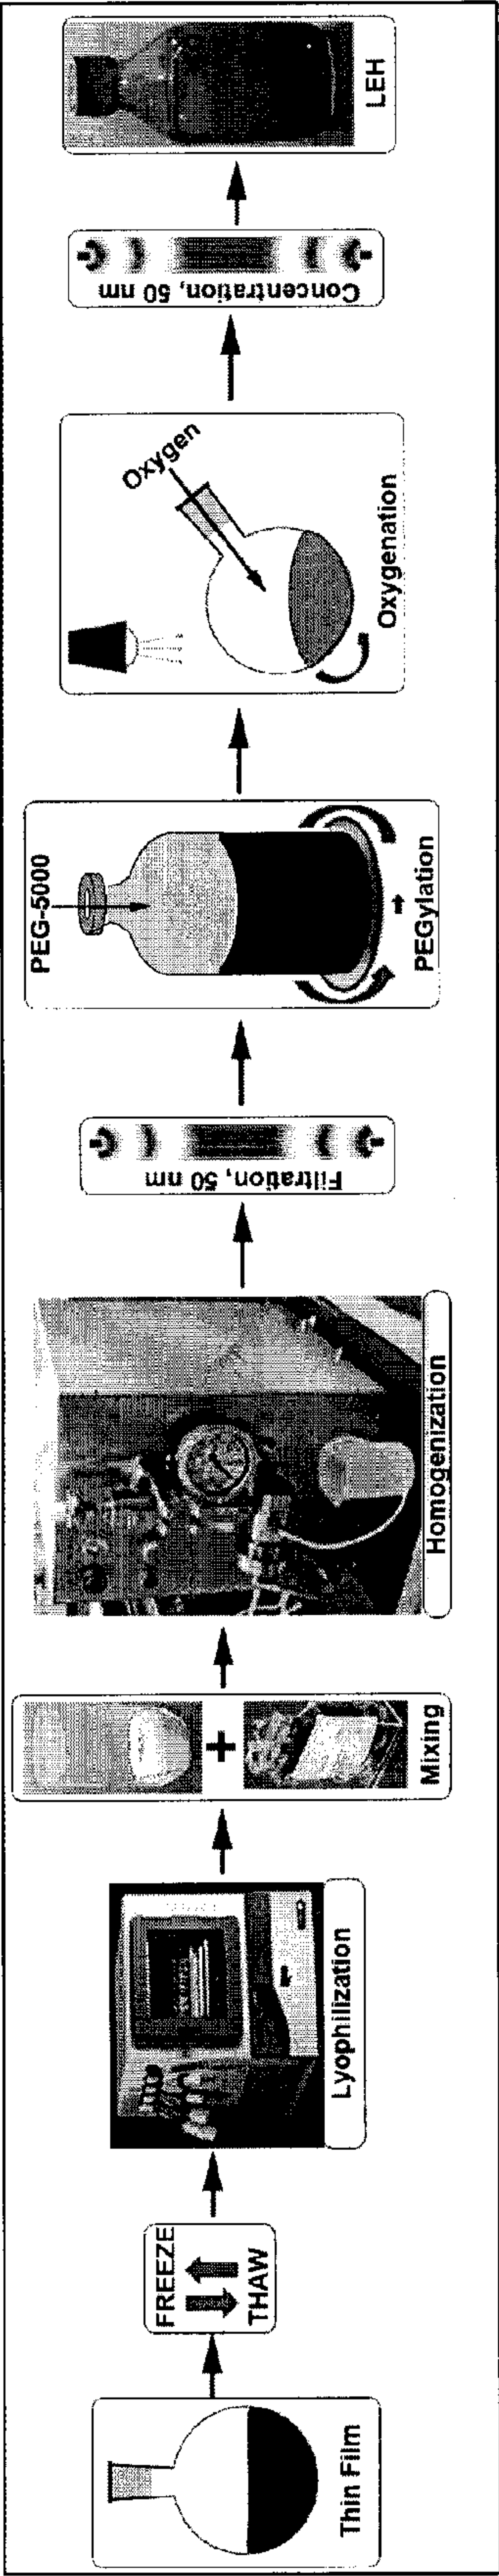 Thin Film
FREEZE
THAW
Lyophilization
+
Mixing
Homogenization
Filtration, 50 nm
PEG-5000
PEGylation
Oxygen
Oxygenation
Concentration, 50 nm
LEH